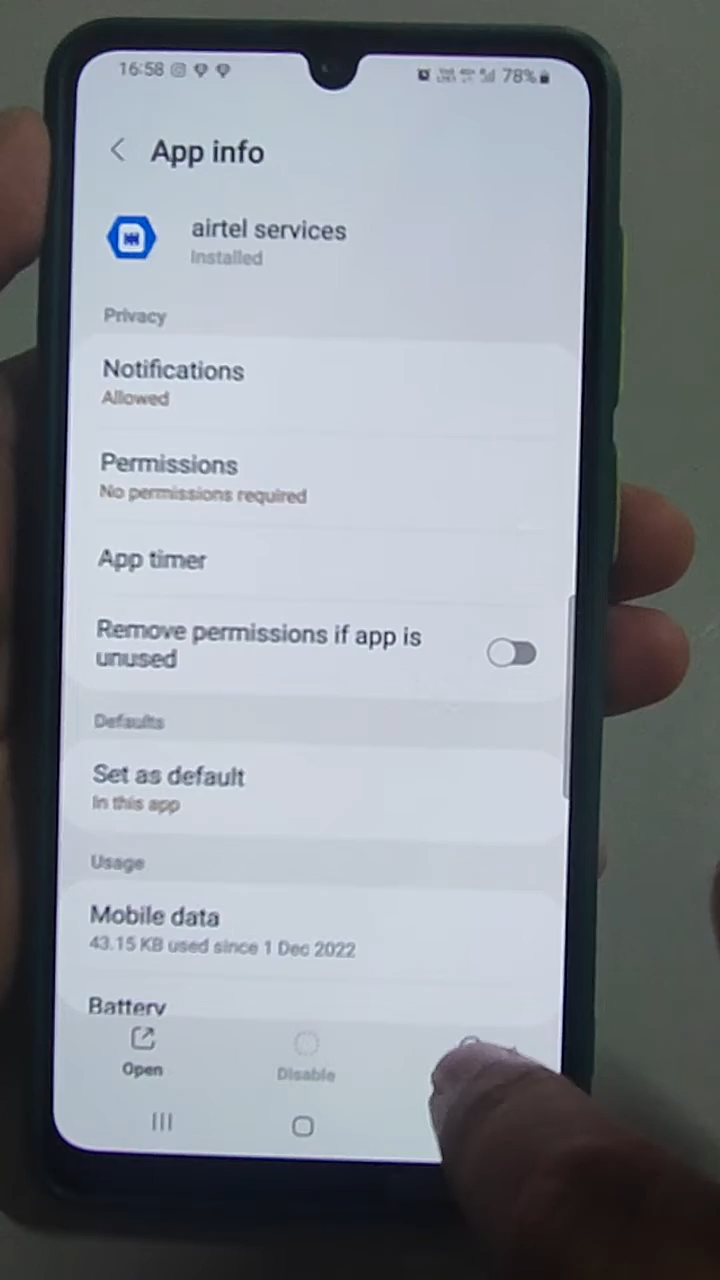 16:58 78%
App info
airtel services
Installed
Privacy
Notifications
Allowed
Permissions
No permissions required
App timer
Remove permissions if app is
unused
Defaults
Set as default
In this app
Usage
Mobile data
43.15 KB used since 1 Dec 2022
Battery
Open
Disable